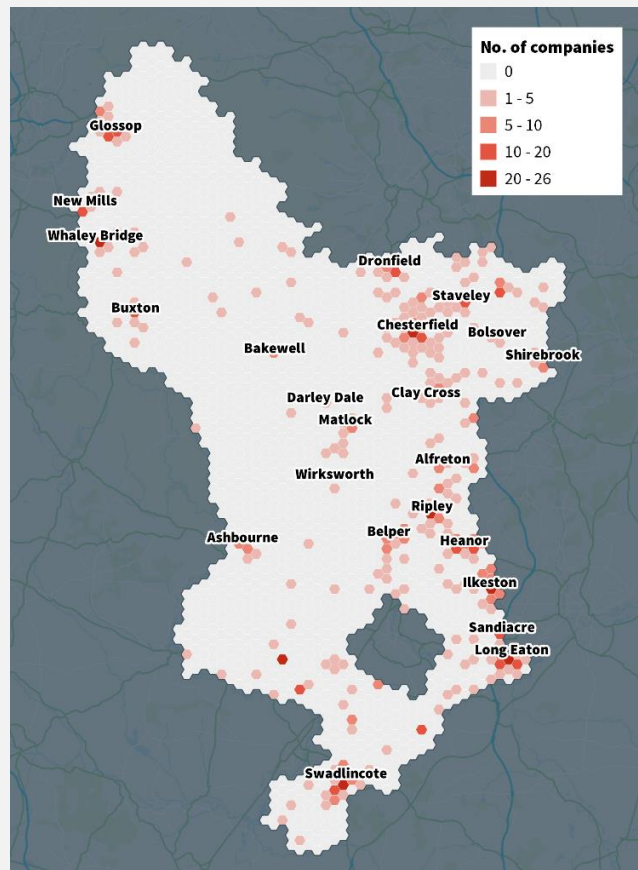 No. of companies
0
1 - 5
5 - 10
10 - 20
20 - 26
Glossop
New Mills
Whaley Bridge
Dronfield
Staveley
Buxton
Chesterfield
Bolsover
Bakewell
Shirebrook
Clay Cross
Darley Dale
Matlock
Alfreton
Wirksworth
Ripley
Belper
Ashbourne
Heanor
Ilkeston
Sandiacre
Long Eaton
Swadlincote